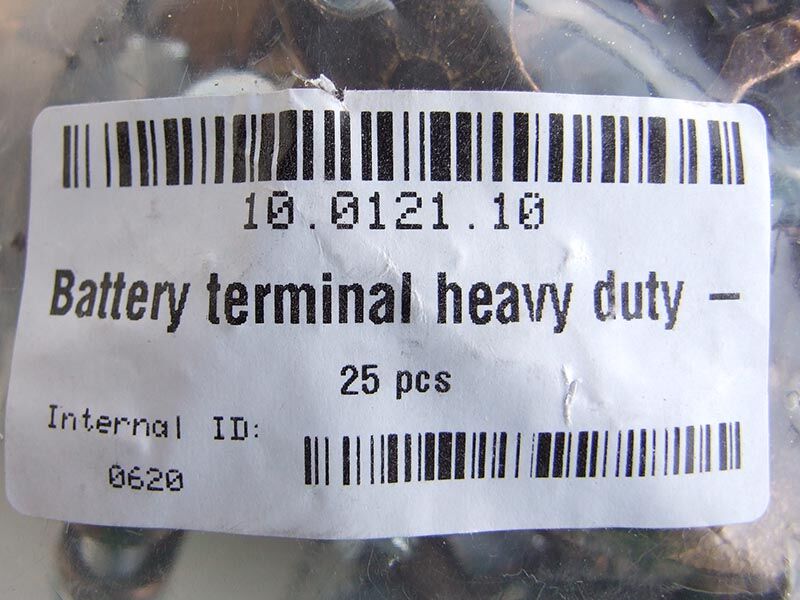 10.0121.10
Battery terminal heavy duty –
25 pcs
Internal ID:
0620